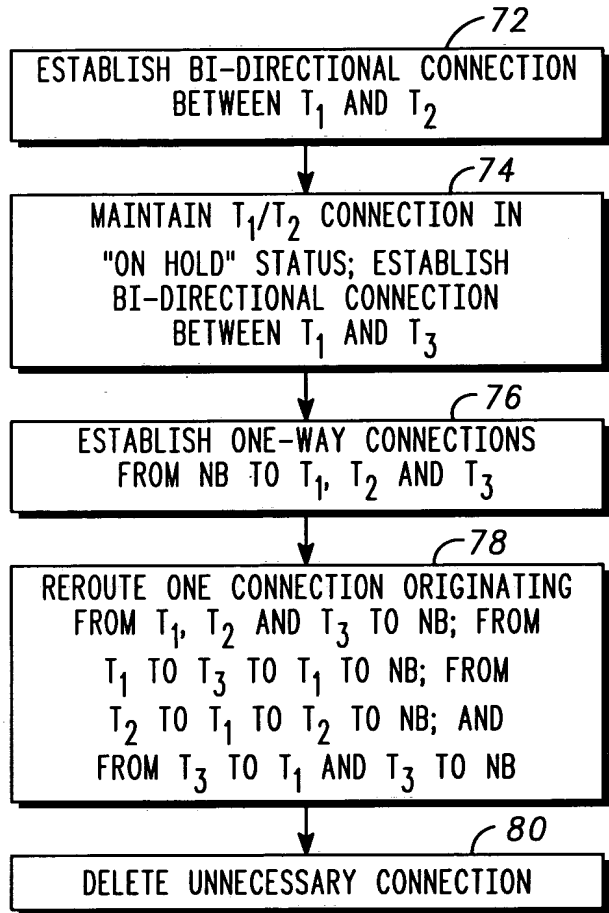 72
ESTABLISH BI-DIRECTIONAL CONNECTION
BETWEEN T₁ AND T₂
74
MAINTAIN T₁/T₂ CONNECTION IN
"ON HOLD" STATUS; ESTABLISH
BI-DIRECTIONAL CONNECTION
BETWEEN T₁ AND T₃
76
ESTABLISH ONE-WAY CONNECTIONS
FROM NB TO T₁, T₂ AND T₃
78
REROUTE ONE CONNECTION ORIGINATING
FROM T₁, T₂ AND T₃ TO NB; FROM
T₁ TO T₃ TO T₁ TO NB; FROM
T₂ TO T₁ TO T₂ TO NB; AND
FROM T₃ TO T₁ AND T₃ TO NB
80
DELETE UNNECESSARY CONNECTION